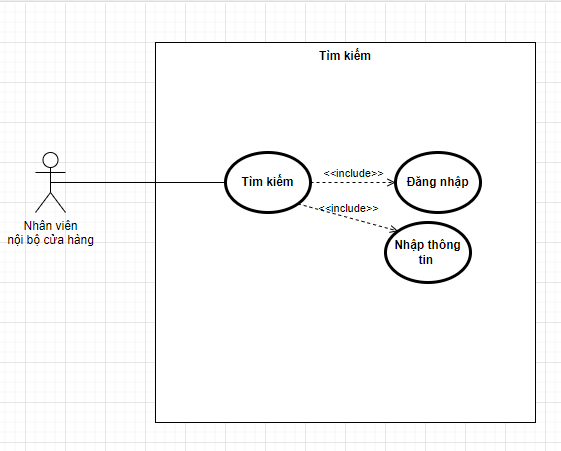 Tìm kiếm
<<include>>
Tìm kiếm
Đăng nhập
<<include>>
Nhân viên
nội bộ cửa hàng
Nhập thông
tin